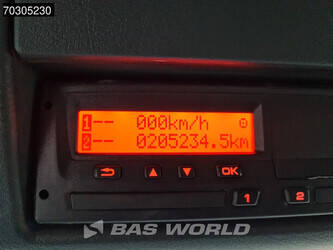 70305230
1-- 000km/h
2-- 0205234.5km
OK
1 2
BAS WORLD